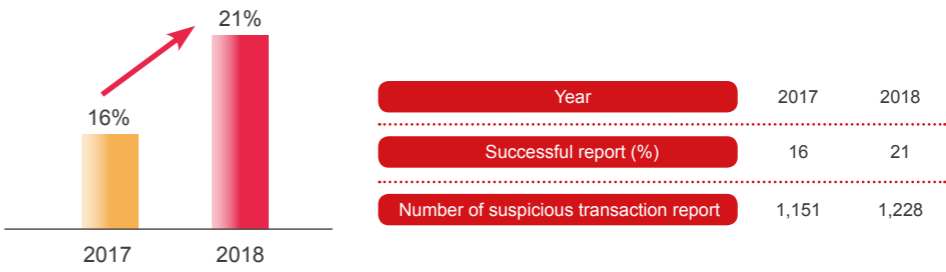 21%
16%
2017 2018
Year 2017 2018
Successful report (%) 16 21
Number of suspicious transaction report 1,151 1,228